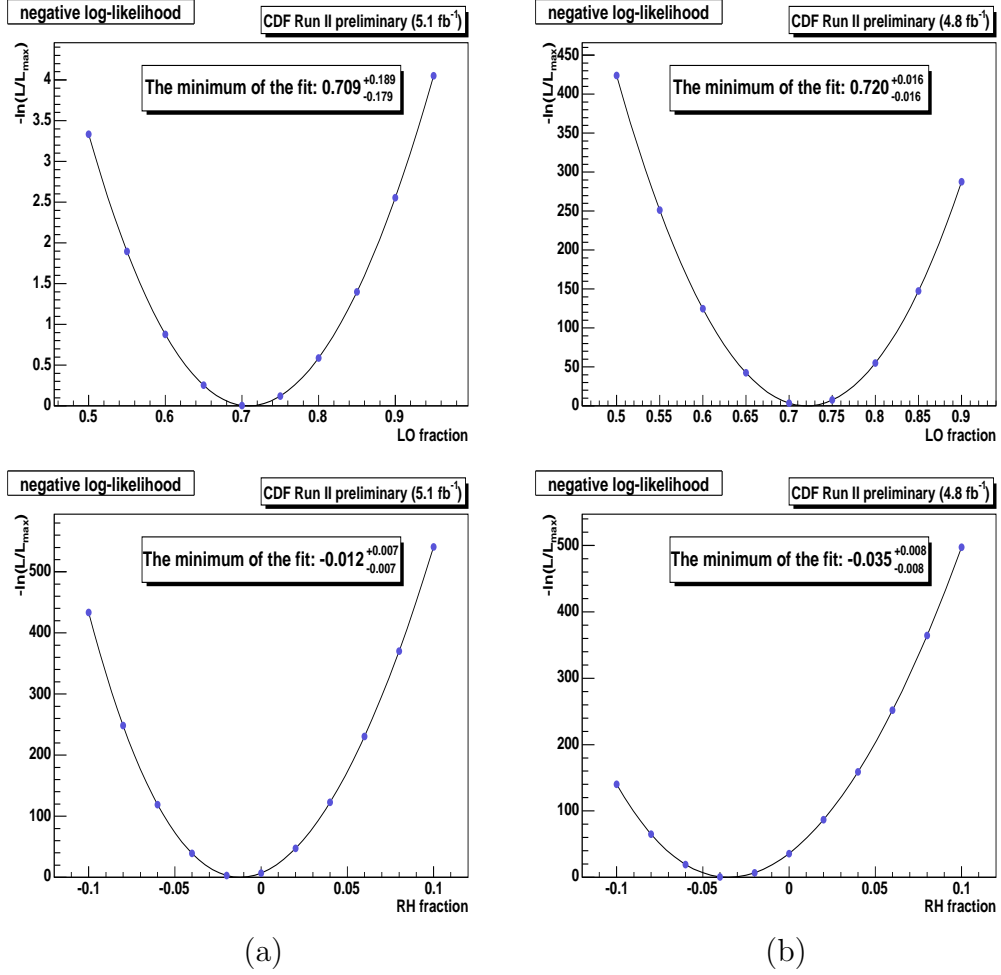 negative log-likelihood
CDF Run II preliminary (5.1 fb⁻¹)
-ln(L/L_max)
The minimum of the fit: 0.709 +0.189 -0.179
4
3.5
3
2.5
2
1.5
1
0.5
0
0.5 0.6 0.7 0.8 0.9
LO fraction
negative log-likelihood
CDF Run II preliminary (4.8 fb⁻¹)
-ln(L/L_max)
The minimum of the fit: 0.720 +0.016 -0.016
450
400
350
300
250
200
150
100
50
0
0.5 0.55 0.6 0.65 0.7 0.75 0.8 0.85 0.9
LO fraction
negative log-likelihood
CDF Run II preliminary (5.1 fb⁻¹)
-ln(L/L_max)
The minimum of the fit: -0.012 +0.007 -0.007
500
400
300
200
100
0
-0.1 -0.05 0 0.05 0.1
RH fraction
negative log-likelihood
CDF Run II preliminary (4.8 fb⁻¹)
-ln(L/L_max)
The minimum of the fit: -0.035 +0.008 -0.008
500
400
300
200
100
0
-0.1 -0.05 0 0.05 0.1
RH fraction
(a) (b)